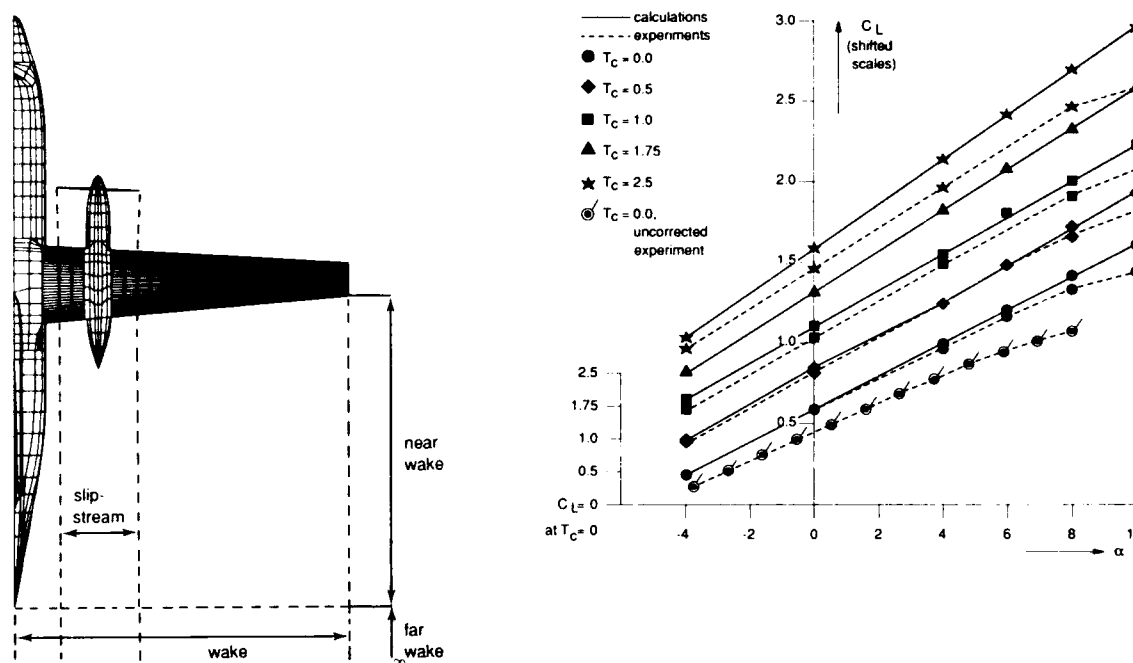 near
wake
slip-
stream
far
wake
wake
∞
calculations
experiments
T_C = 0.0
T_C = 0.5
T_C = 1.0
T_C = 1.75
T_C = 2.5
T_C = 0.0,
uncorrected
experiment
C_L
(shifted
scales)
3.0
2.5
2.0
1.5
1.0
0.5
2.5
1.75
1.0
0.5
C_L = 0
at T_C = 0
-4 -2 0 2 4 6 8
α